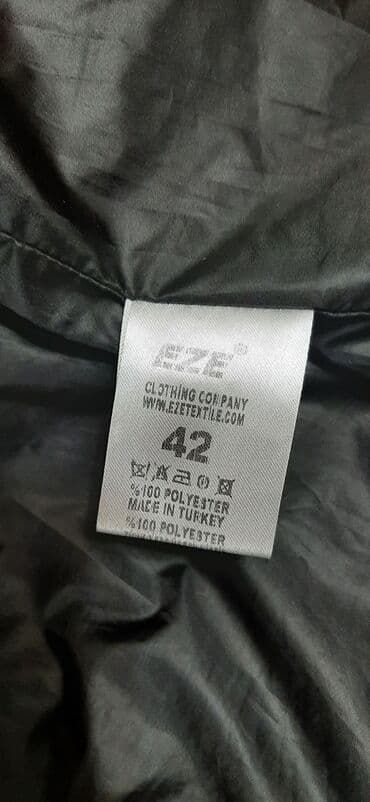 EZE®
CLOTHING COMPANY
WWW.EZETEXTILE.COM
42
%100 POLYESTER
MADE IN TURKEY
%100 POLYESTER